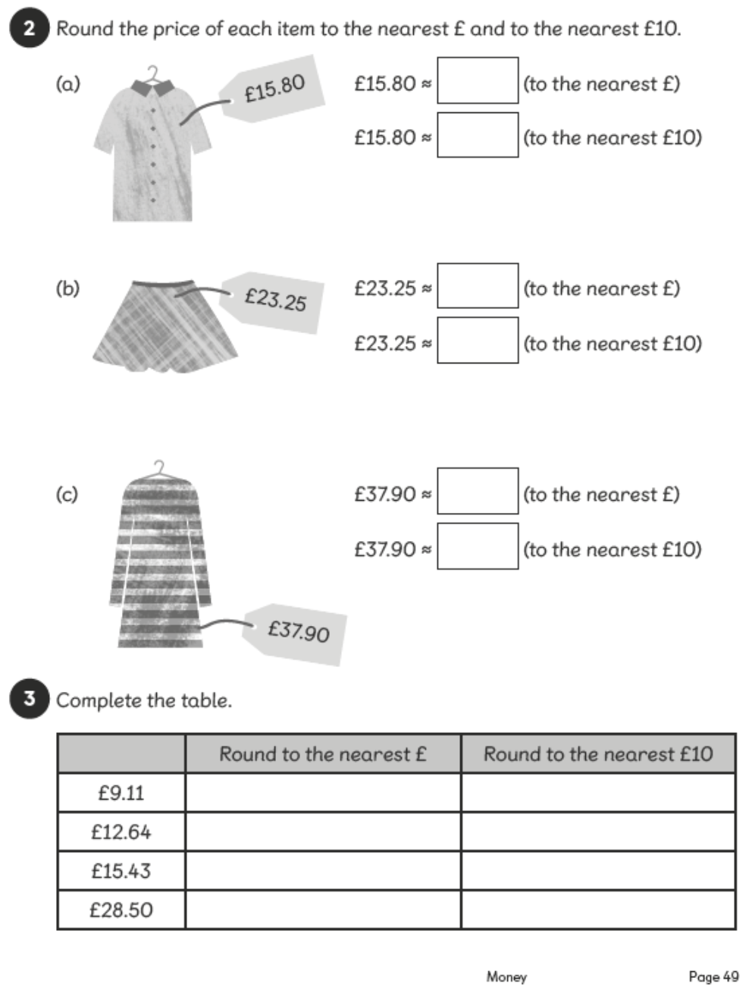 2 Round the price of each item to the nearest £ and to the nearest £10.
(a) £15.80 £15.80 ≈ (to the nearest £)
£15.80 ≈ (to the nearest £10)
(b) £23.25 £23.25 ≈ (to the nearest £)
£23.25 ≈ (to the nearest £10)
(c) £37.90 ≈ (to the nearest £)
£37.90 ≈ (to the nearest £10)
£37.90
3 Complete the table.
Round to the nearest £ Round to the nearest £10
£9.11
£12.64
£15.43
£28.50
Money Page 49